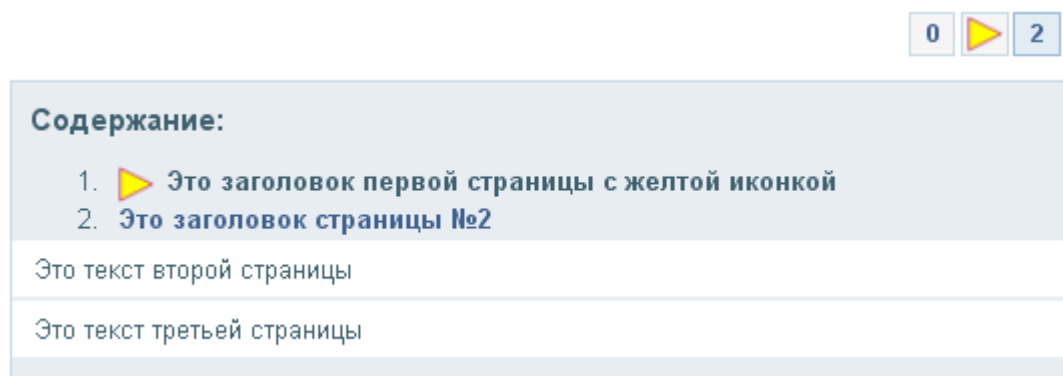 0 2
Содержание:
1. Это заголовок первой страницы с желтой иконкой
2. Это заголовок страницы №2
Это текст второй страницы
Это текст третьей страницы